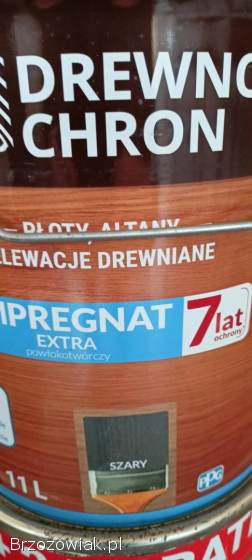 DREWNO
CHRON
PŁOTY, ALTANY
ELEWACJE DREWNIANE
IMPREGNAT
EXTRA
powłokotwórczy
7 lat
ochrony
SZARY
PPG
11 L
Brzozowiak.pl